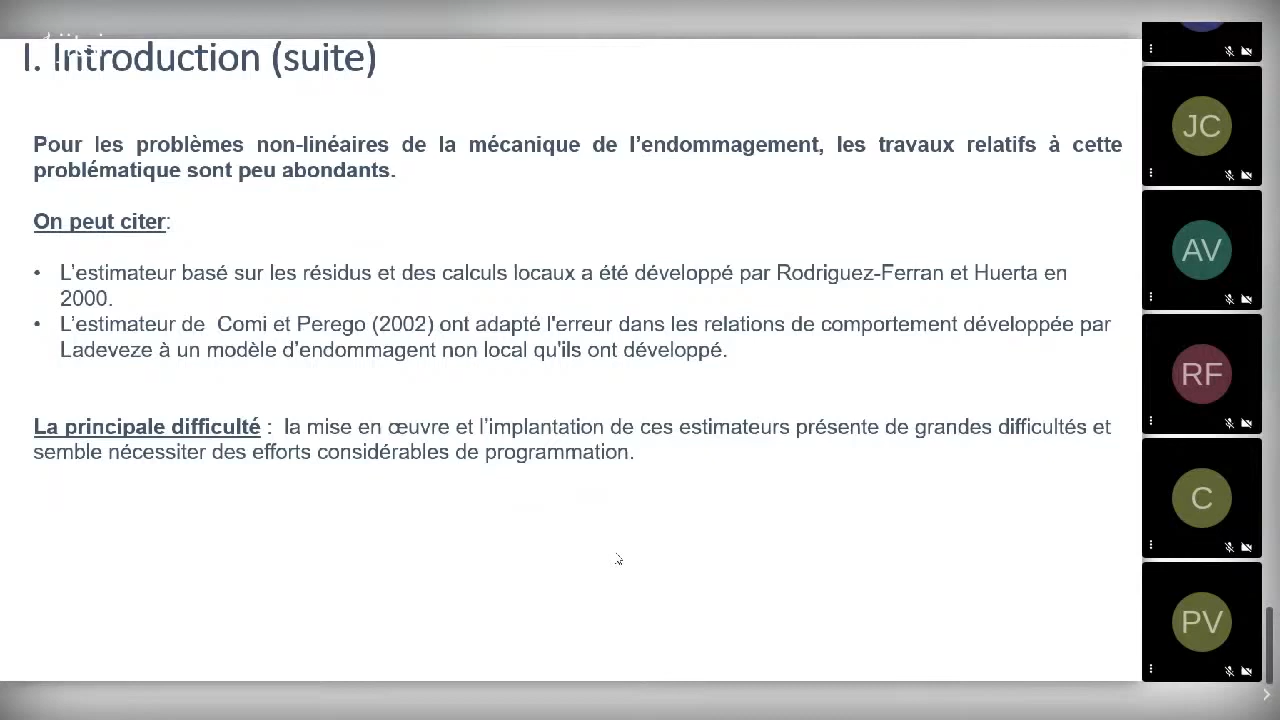 I. Introduction (suite)
Pour les problèmes non-linéaires de la mécanique de l’endommagement, les travaux relatifs à cette
problématique sont peu abondants.
On peut citer:
• L’estimateur basé sur les résidus et des calculs locaux a été développé par Rodriguez-Ferran et Huerta en
2000.
• L’estimateur de Comi et Perego (2002) ont adapté l'erreur dans les relations de comportement développée par
Ladeveze à un modèle d’endommagent non local qu'ils ont développé.
La principale difficulté : la mise en œuvre et l’implantation de ces estimateurs présente de grandes difficultés et
semble nécessiter des efforts considérables de programmation.
JC
AV
RF
C
PV